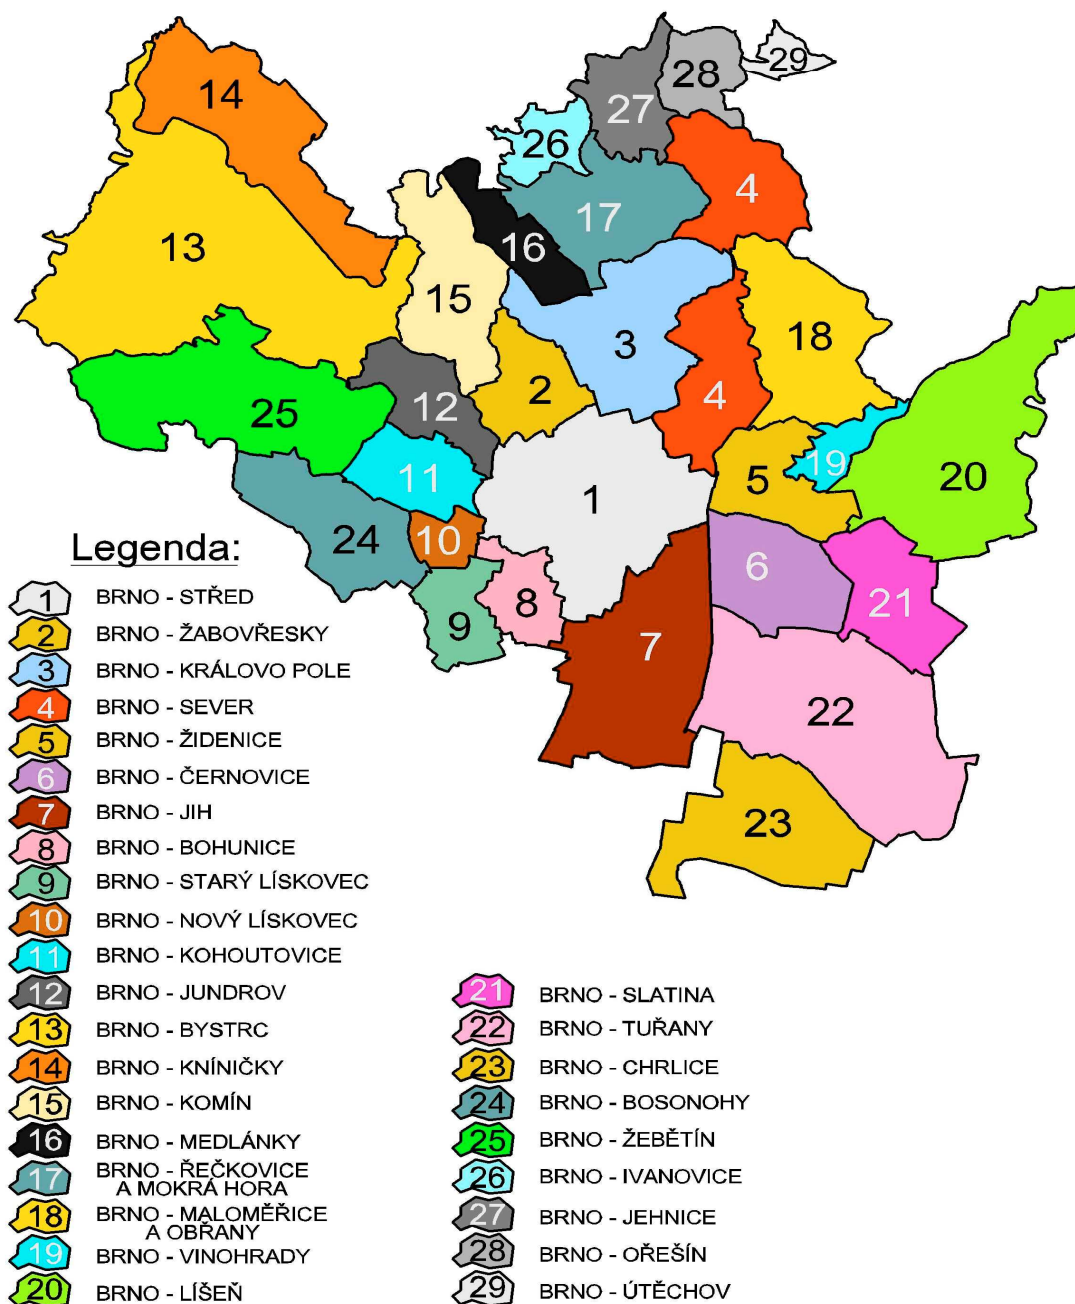 14
27
28
29
26
4
13
17
16
15
3
18
2
12
4
25
11
5
19
20
1
24
10
6
21
8
9
7
22
23
Legenda:
1 BRNO - STŘED
2 BRNO - ŽABOVŘESKY
3 BRNO - KRÁLOVO POLE
4 BRNO - SEVER
5 BRNO - ŽIDENICE
6 BRNO - ČERNOVICE
7 BRNO - JIH
8 BRNO - BOHUNICE
9 BRNO - STARÝ LÍSKOVEC
10 BRNO - NOVÝ LÍSKOVEC
11 BRNO - KOHOUTOVICE
12 BRNO - JUNDROV
13 BRNO - BYSTRC
14 BRNO - KNÍNIČKY
15 BRNO - KOMÍN
16 BRNO - MEDLÁNKY
17 BRNO - ŘEČKOVICE
A MOKRÁ HORA
18 BRNO - MALOMĚŘICE
A OBŘANY
19 BRNO - VINOHRADY
20 BRNO - LÍŠEŇ
21 BRNO - SLATINA
22 BRNO - TUŘANY
23 BRNO - CHRLICE
24 BRNO - BOSONOHY
25 BRNO - ŽEBĚTÍN
26 BRNO - IVANOVICE
27 BRNO - JEHNICE
28 BRNO - OŘEŠÍN
29 BRNO - ÚTĚCHOV